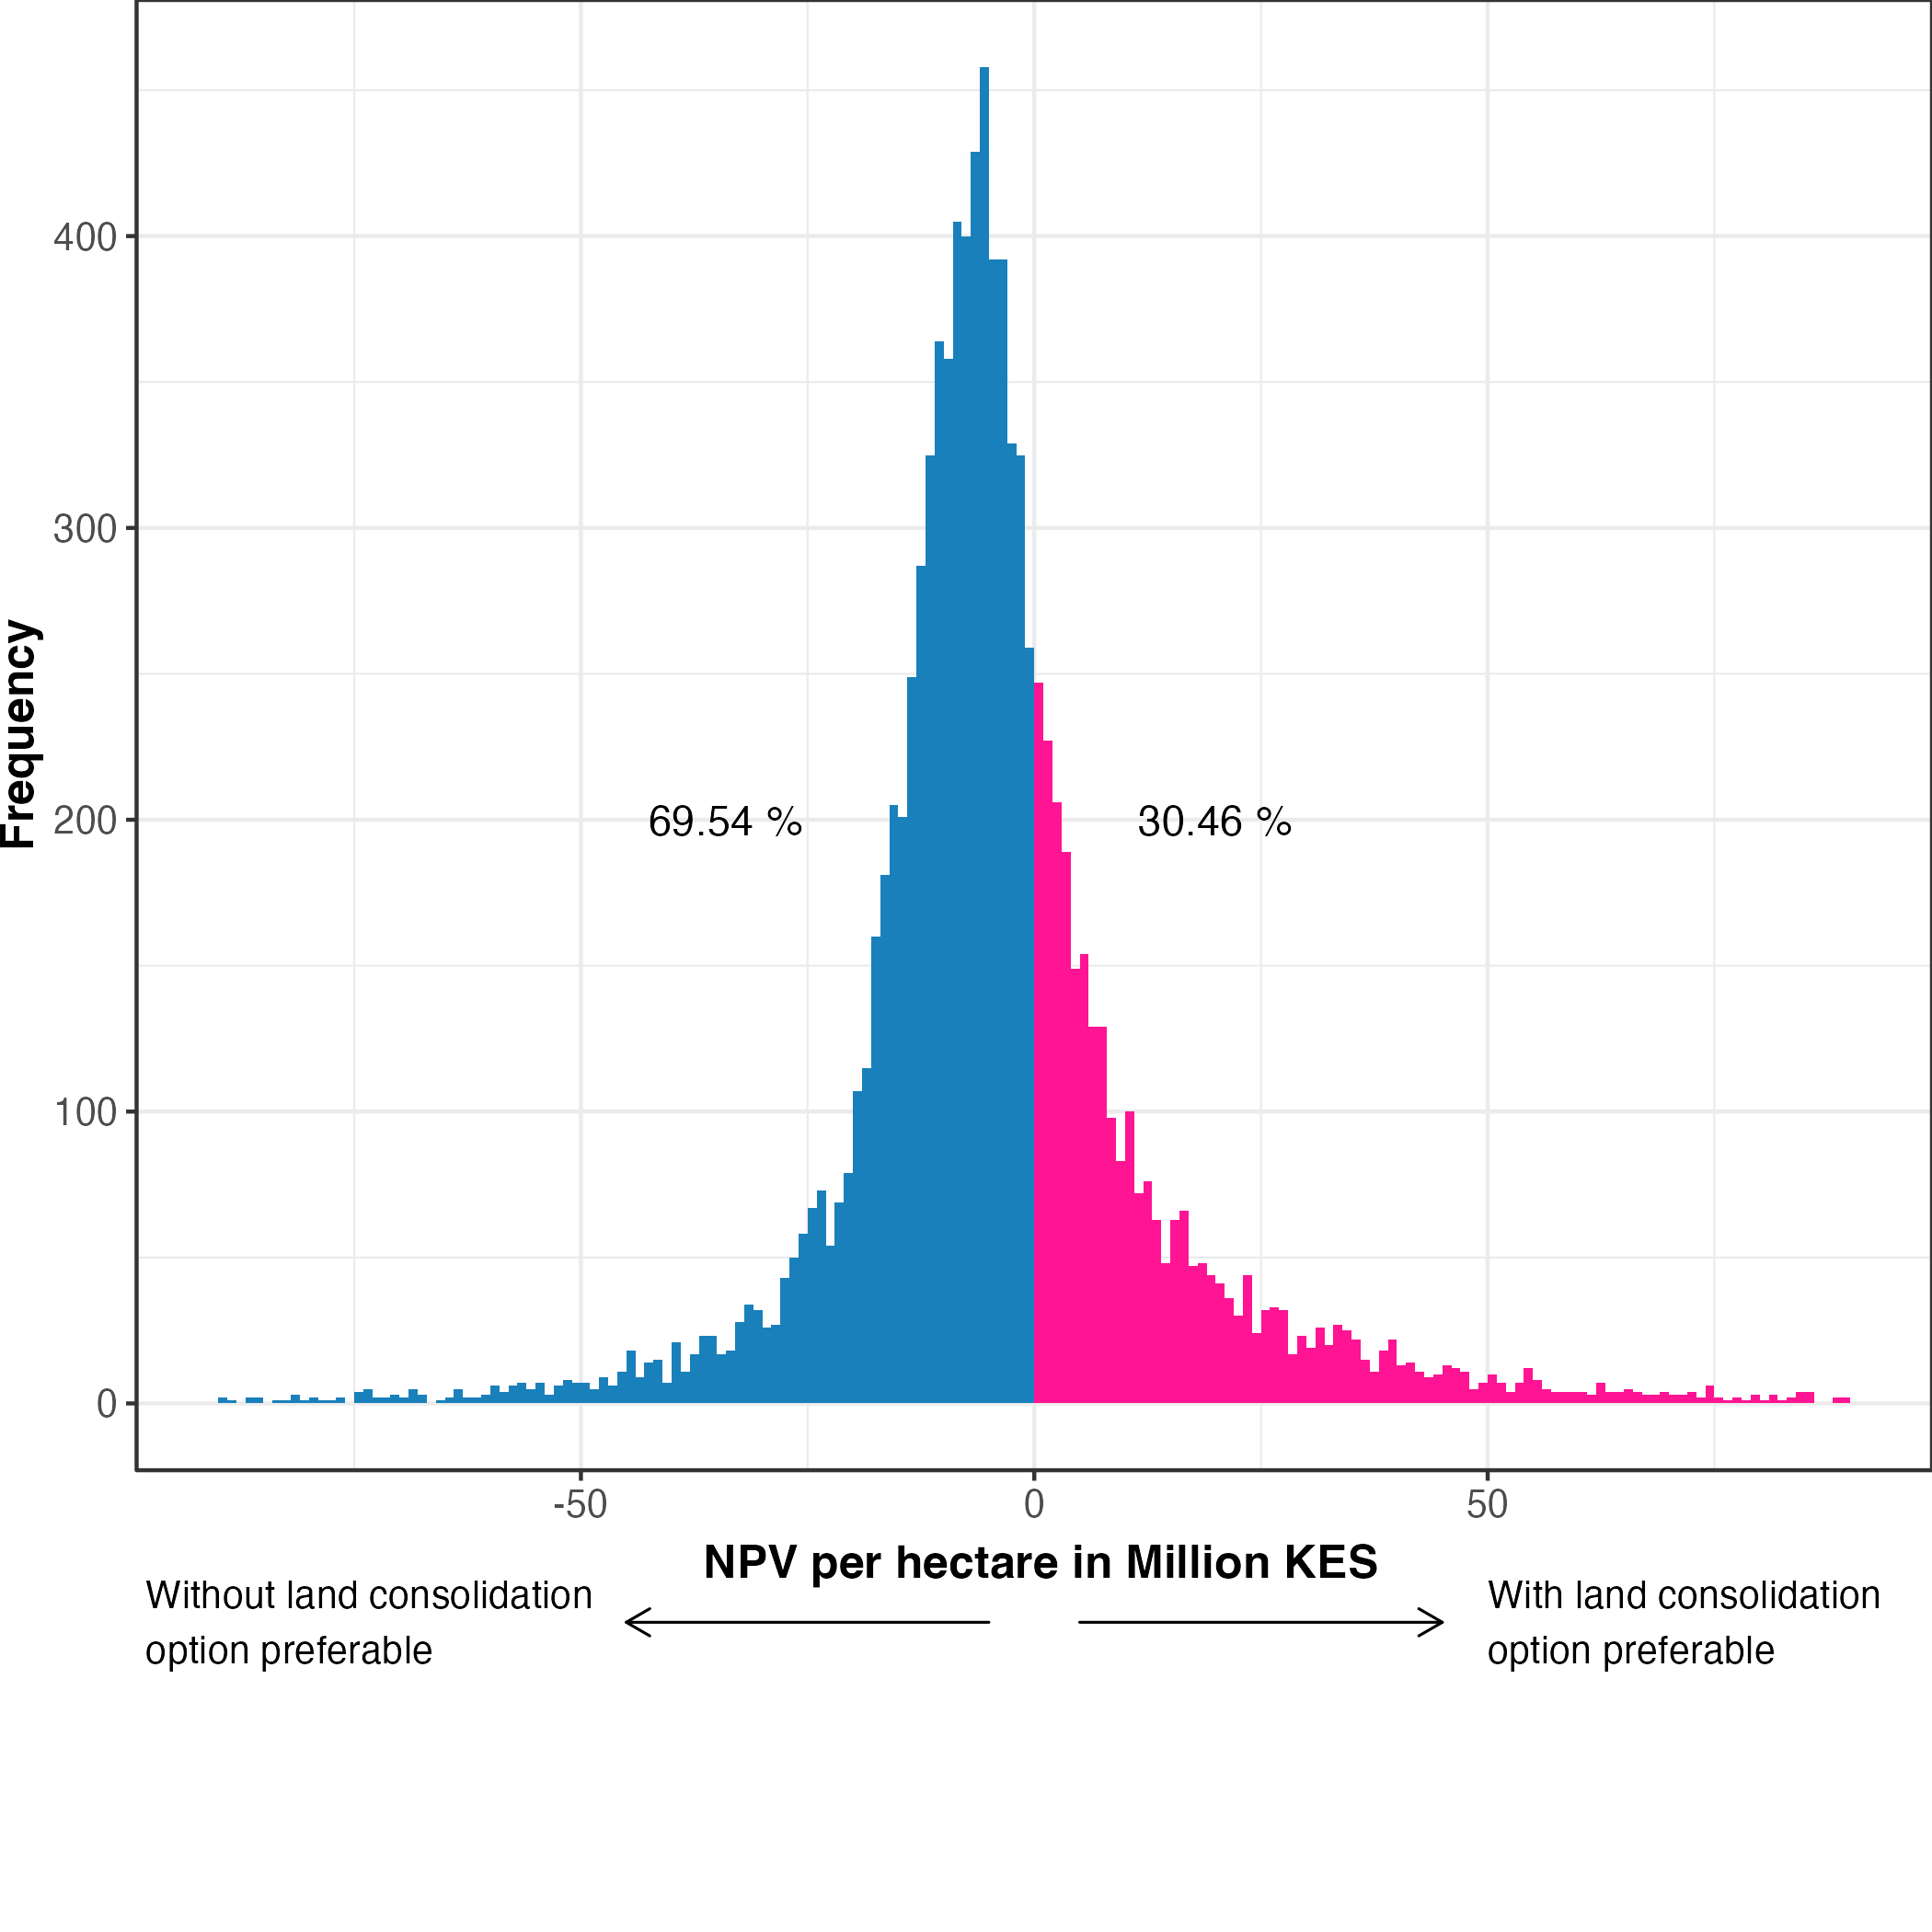 Frequency
400
300
200
100
0
69.54 %
30.46 %
-50
0
50
NPV per hectare in Million KES
Without land consolidation
option preferable
With land consolidation
option preferable